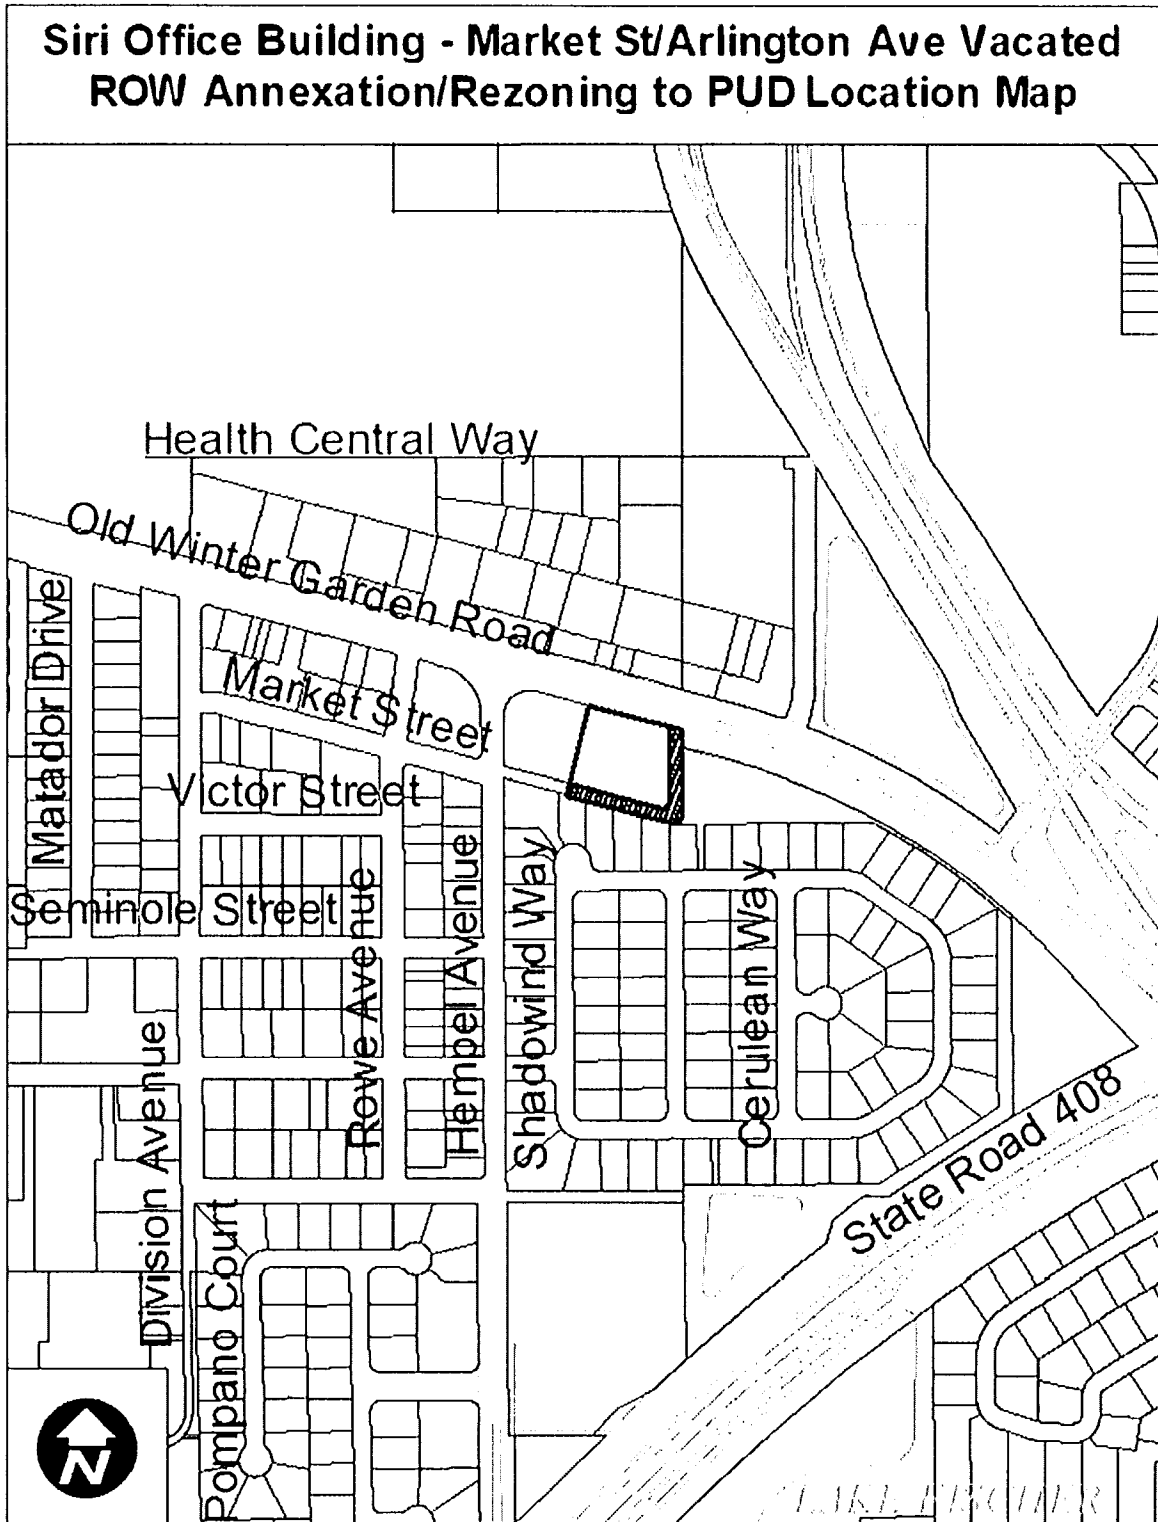 Siri Office Building - Market St/Arlington Ave Vacated
ROW Annexation/Rezoning to PUD Location Map
Health Central Way
Old Winter Garden Road
Matador Drive
Market Street
Victor Street
Seminole Street
Rowe Avenue
Hempel Avenue
Shadowind Way
Cerulean Way
Division Avenue
Pompano Court
State Road 408
N
LAKE FISCHER